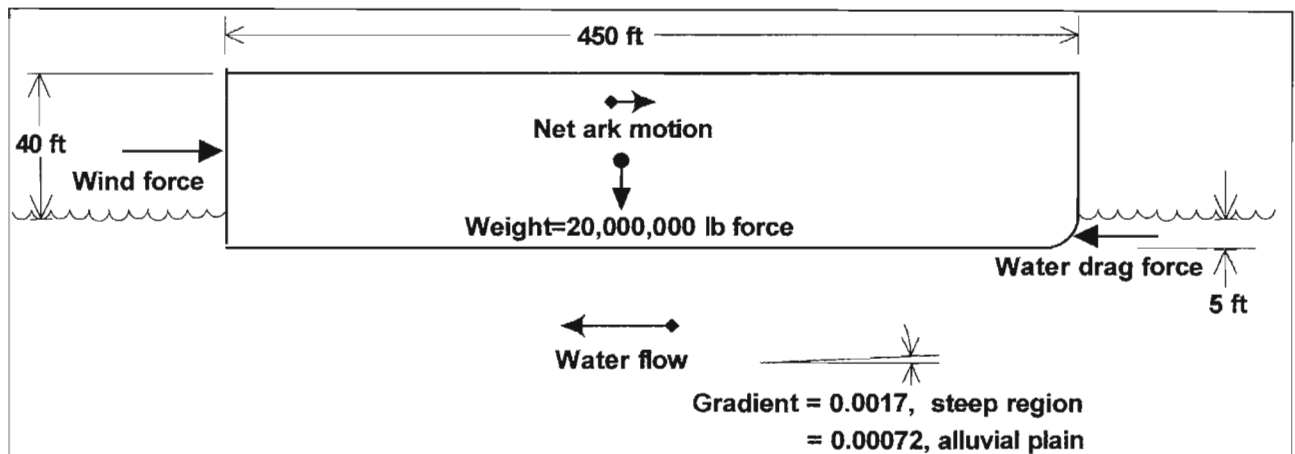 450 ft
40 ft
Net ark motion
Wind force
Weight=20,000,000 lb force
Water drag force
5 ft
Water flow
Gradient = 0.0017, steep region
= 0.00072, alluvial plain